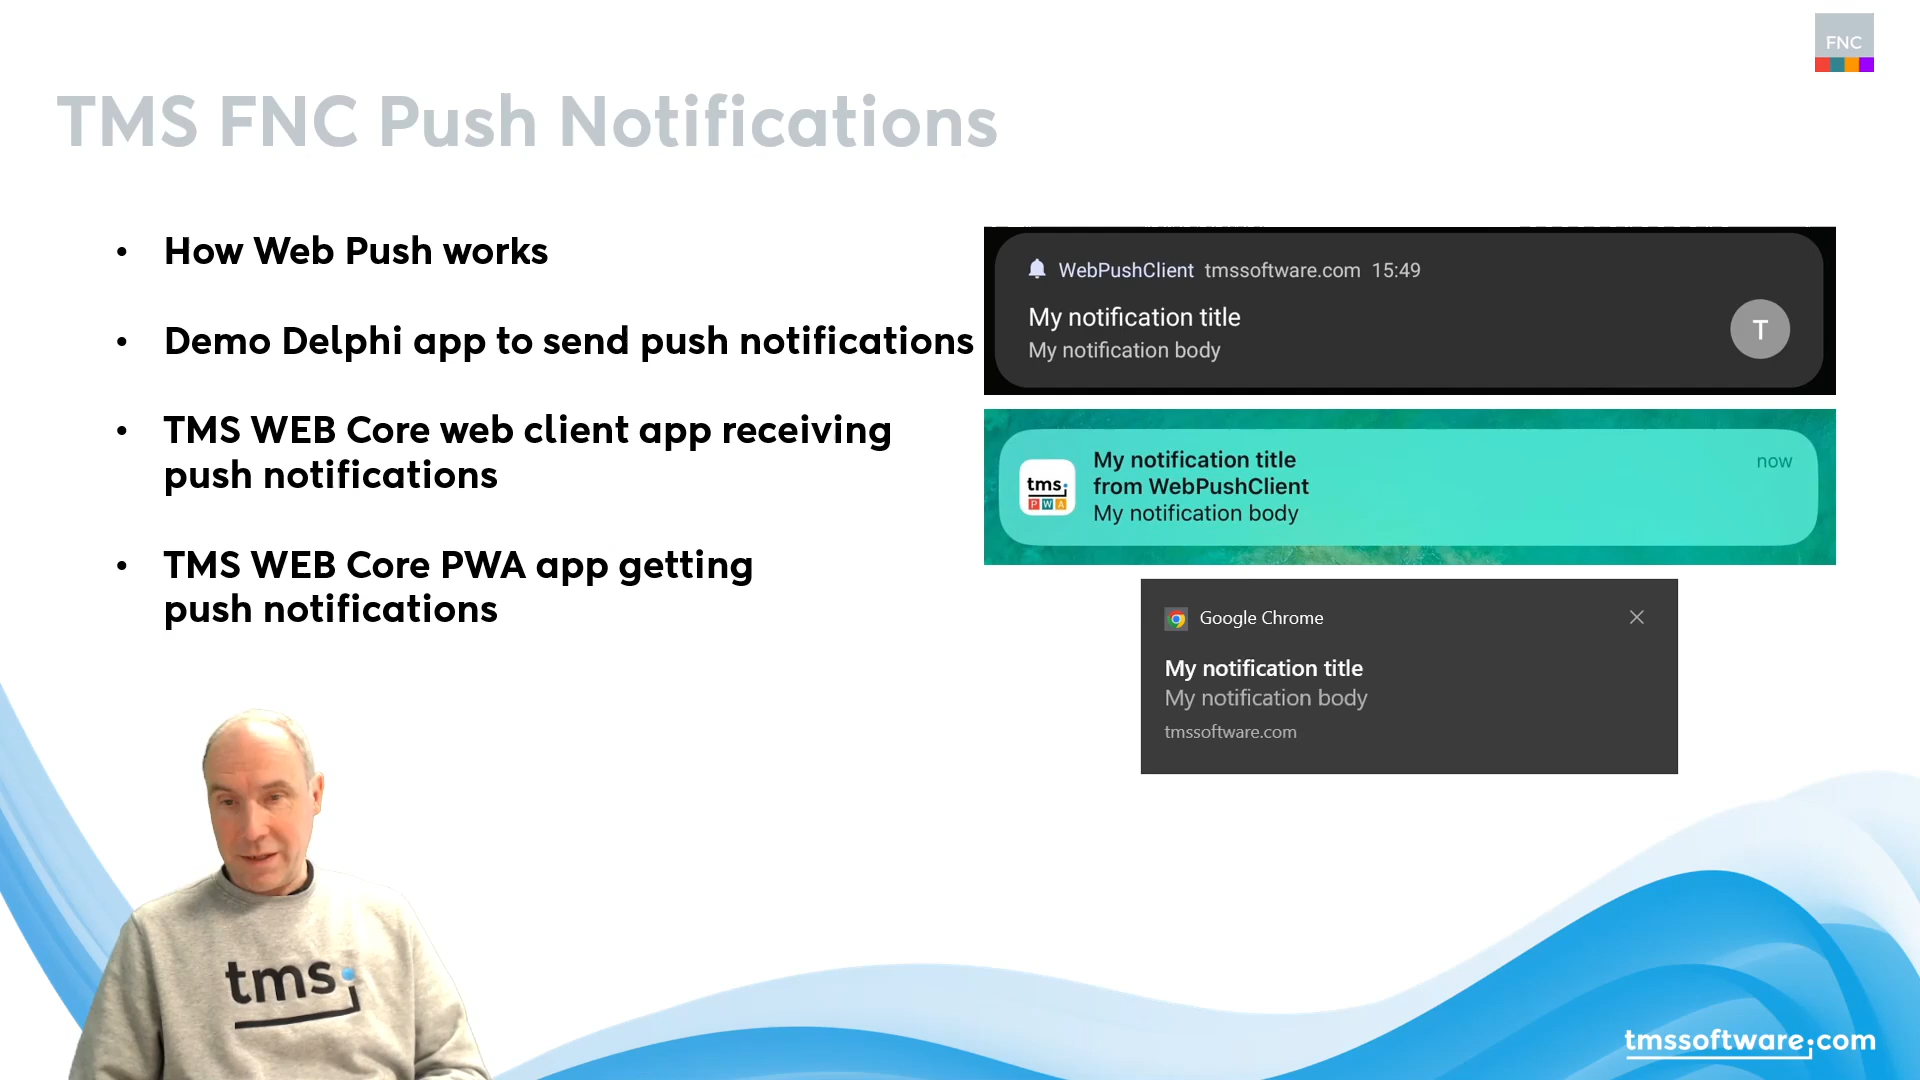 FNC
TMS FNC Push Notifications
• How Web Push works
• Demo Delphi app to send push notifications
• TMS WEB Core web client app receiving
push notifications
• TMS WEB Core PWA app getting
push notifications
WebPushClient tmssoftware.com 15:49
My notification title
My notification body
T
tms
PWA
My notification title
from WebPushClient
My notification body
now
Google Chrome
My notification title
My notification body
tmssoftware.com
tms
tmssoftware.com